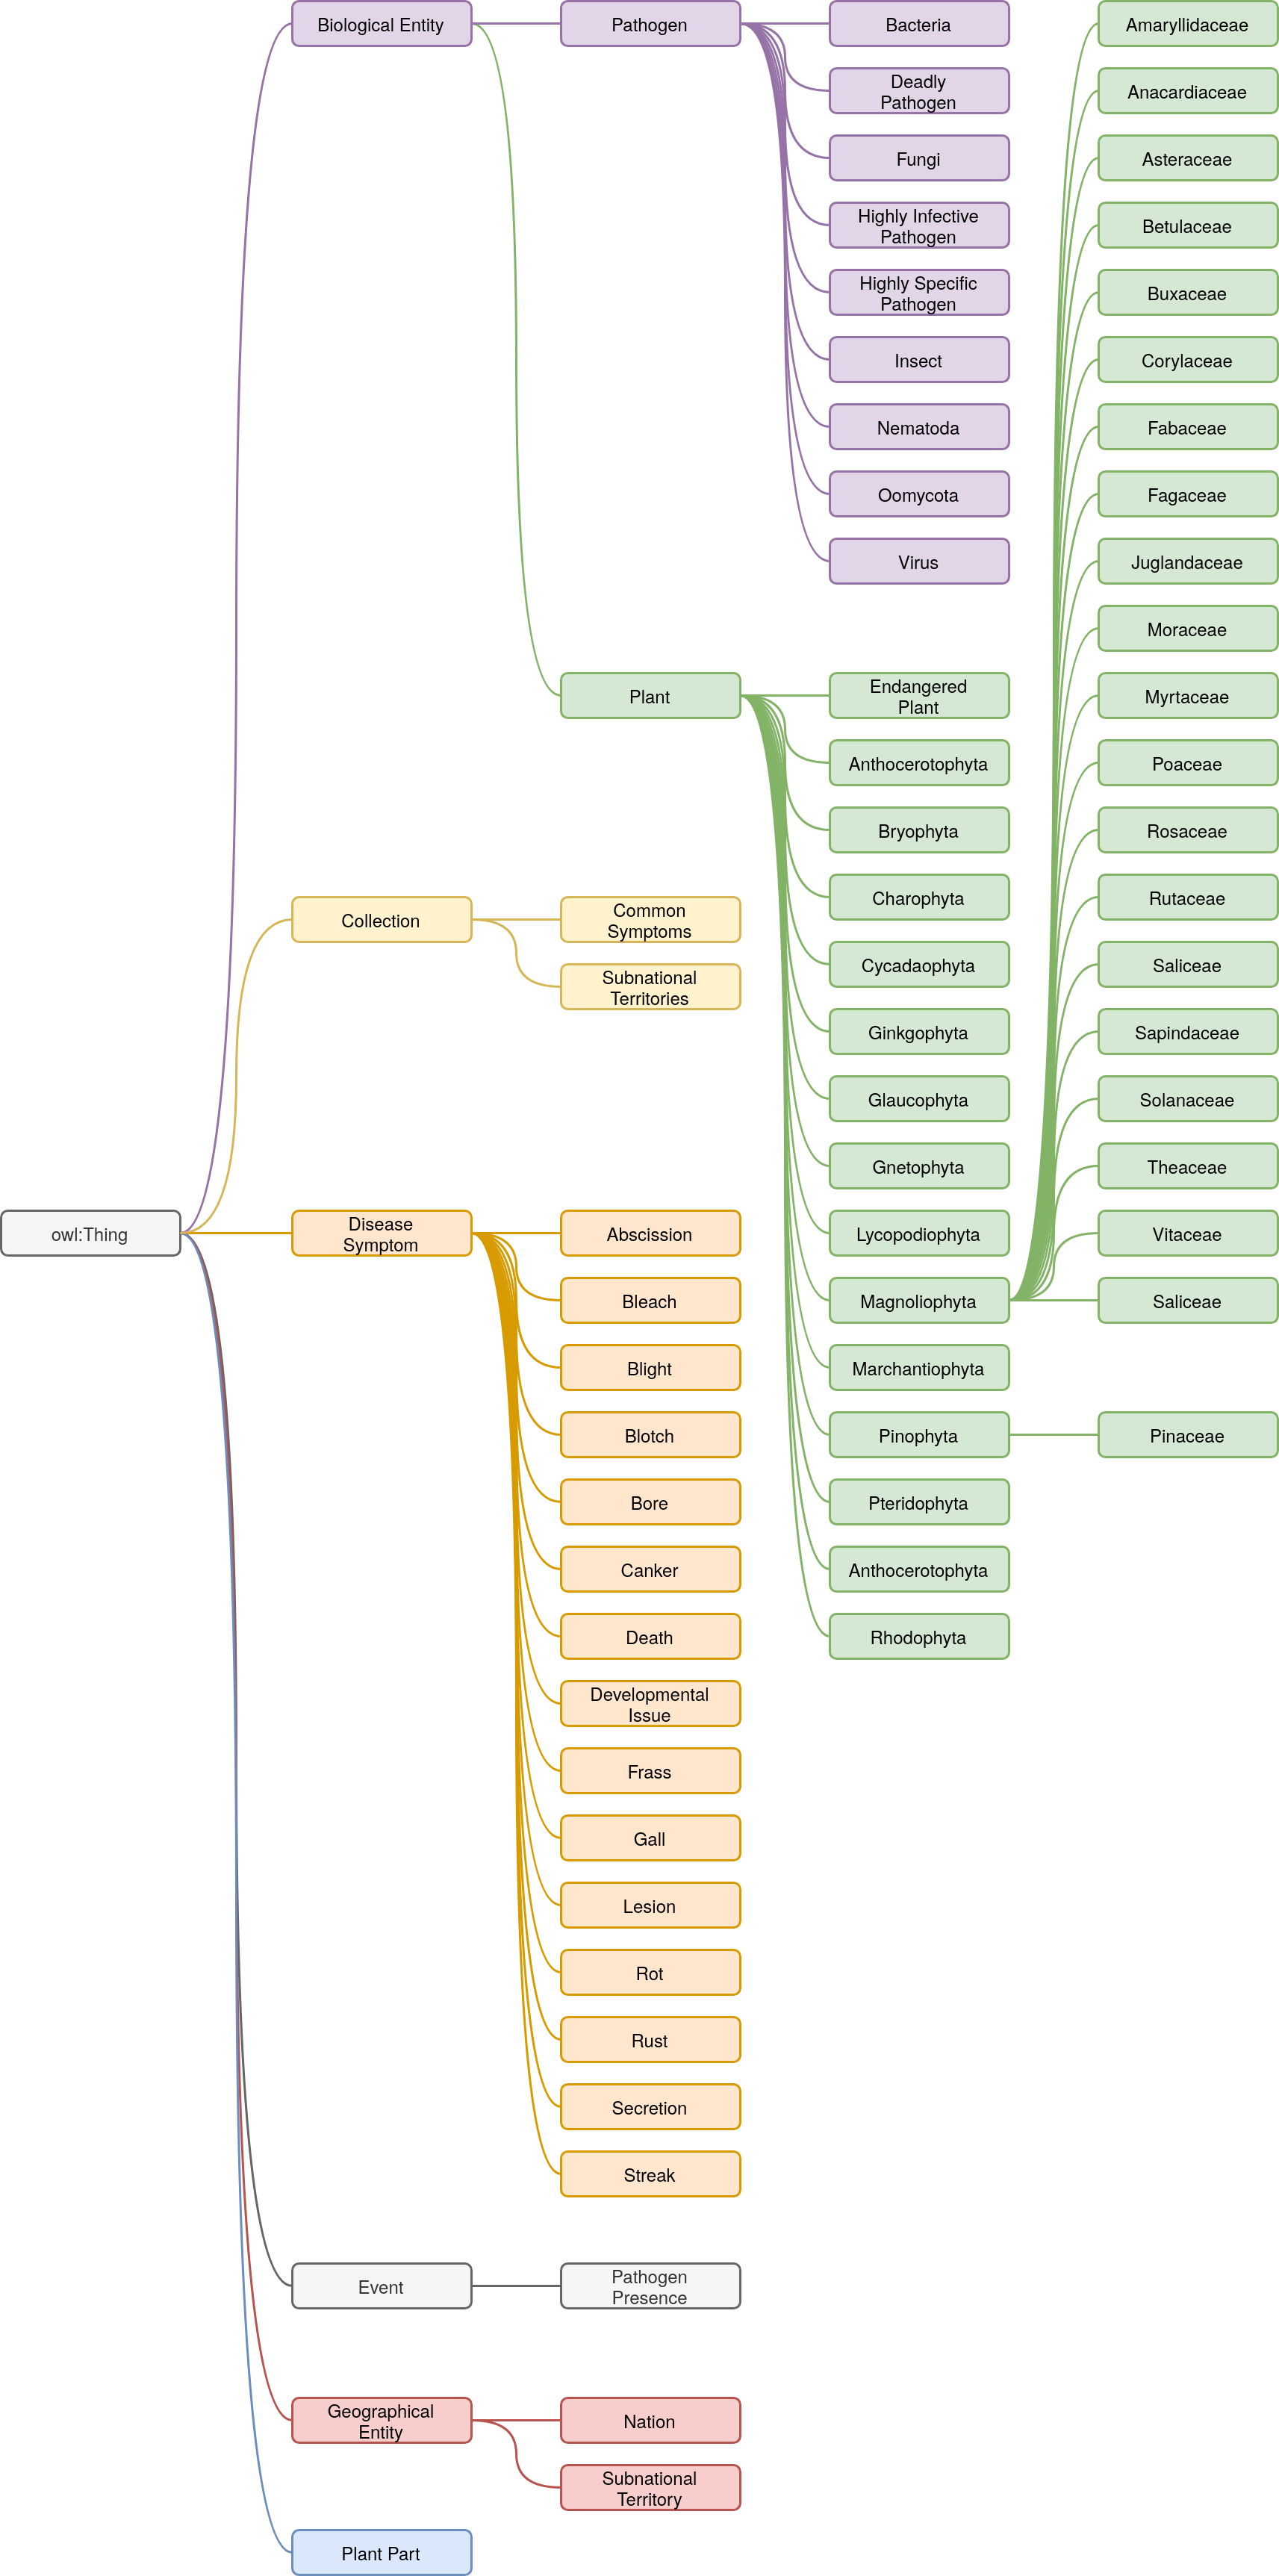 Biological Entity
Pathogen
Bacteria
Amaryllidaceae
Deadly
Pathogen
Anacardiaceae
Fungi
Asteraceae
Highly Infective
Pathogen
Betulaceae
Highly Specific
Pathogen
Buxaceae
Insect
Corylaceae
Nematoda
Fabaceae
Oomycota
Fagaceae
Virus
Juglandaceae
Moraceae
Plant
Endangered
Plant
Myrtaceae
Anthocerotophyta
Poaceae
Bryophyta
Rosaceae
Collection
Common
Symptoms
Charophyta
Rutaceae
Subnational
Territories
Cycadaophyta
Saliceae
Ginkgophyta
Sapindaceae
Glaucophyta
Solanaceae
Gnetophyta
Theaceae
owl:Thing
Disease
Symptom
Abscission
Lycopodiophyta
Vitaceae
Bleach
Magnoliophyta
Saliceae
Blight
Marchantiophyta
Blotch
Pinophyta
Pinaceae
Bore
Pteridophyta
Canker
Anthocerotophyta
Death
Rhodophyta
Developmental
Issue
Frass
Gall
Lesion
Rot
Rust
Secretion
Streak
Event
Pathogen
Presence
Geographical
Entity
Nation
Subnational
Territory
Plant Part